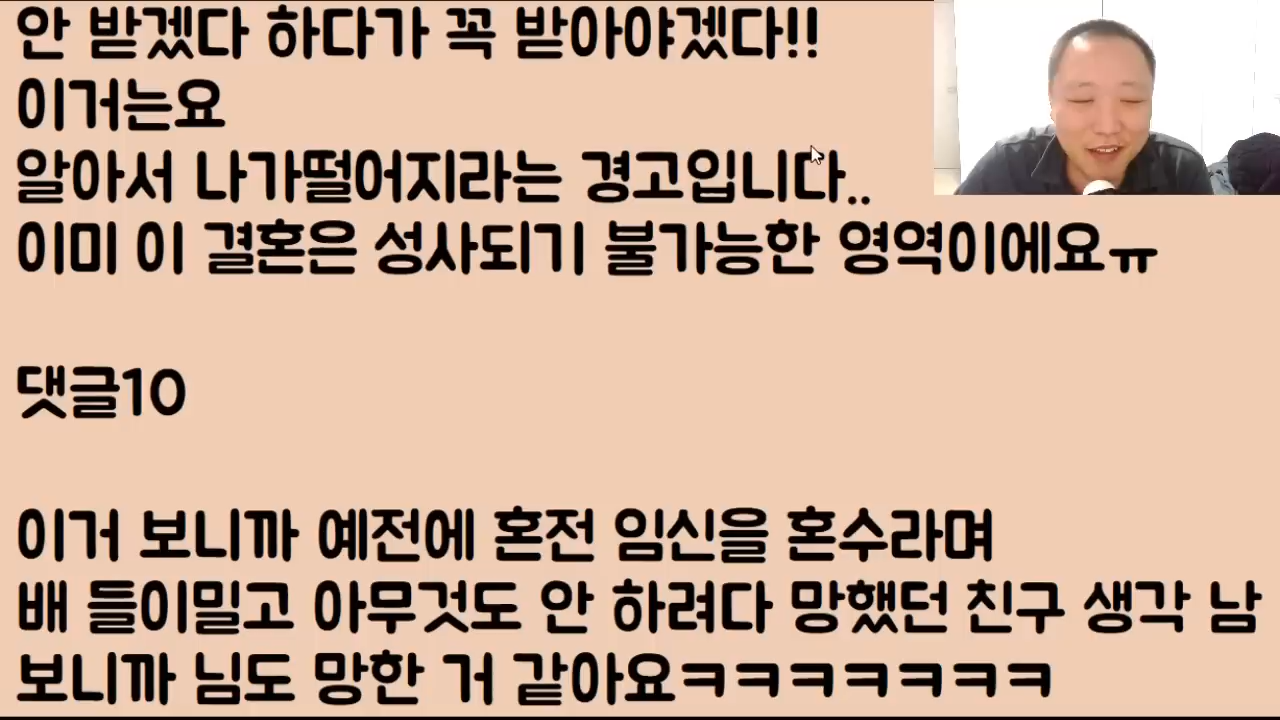 안 받겠다 하다가 꼭 받아야겠다!!
이거는요
알아서 나가떨어지라는 경고입니다..
이미 이 결혼은 성사되기 불가능한 영역이에요ㅠ
댓글10
이거 보니까 예전에 혼전 임신을 혼수라며
배 들이밀고 아무것도 안 하려다 망했던 친구 생각 남
보니까 님도 망한 거 같아요ㅋㅋㅋㅋㅋㅋㅋ